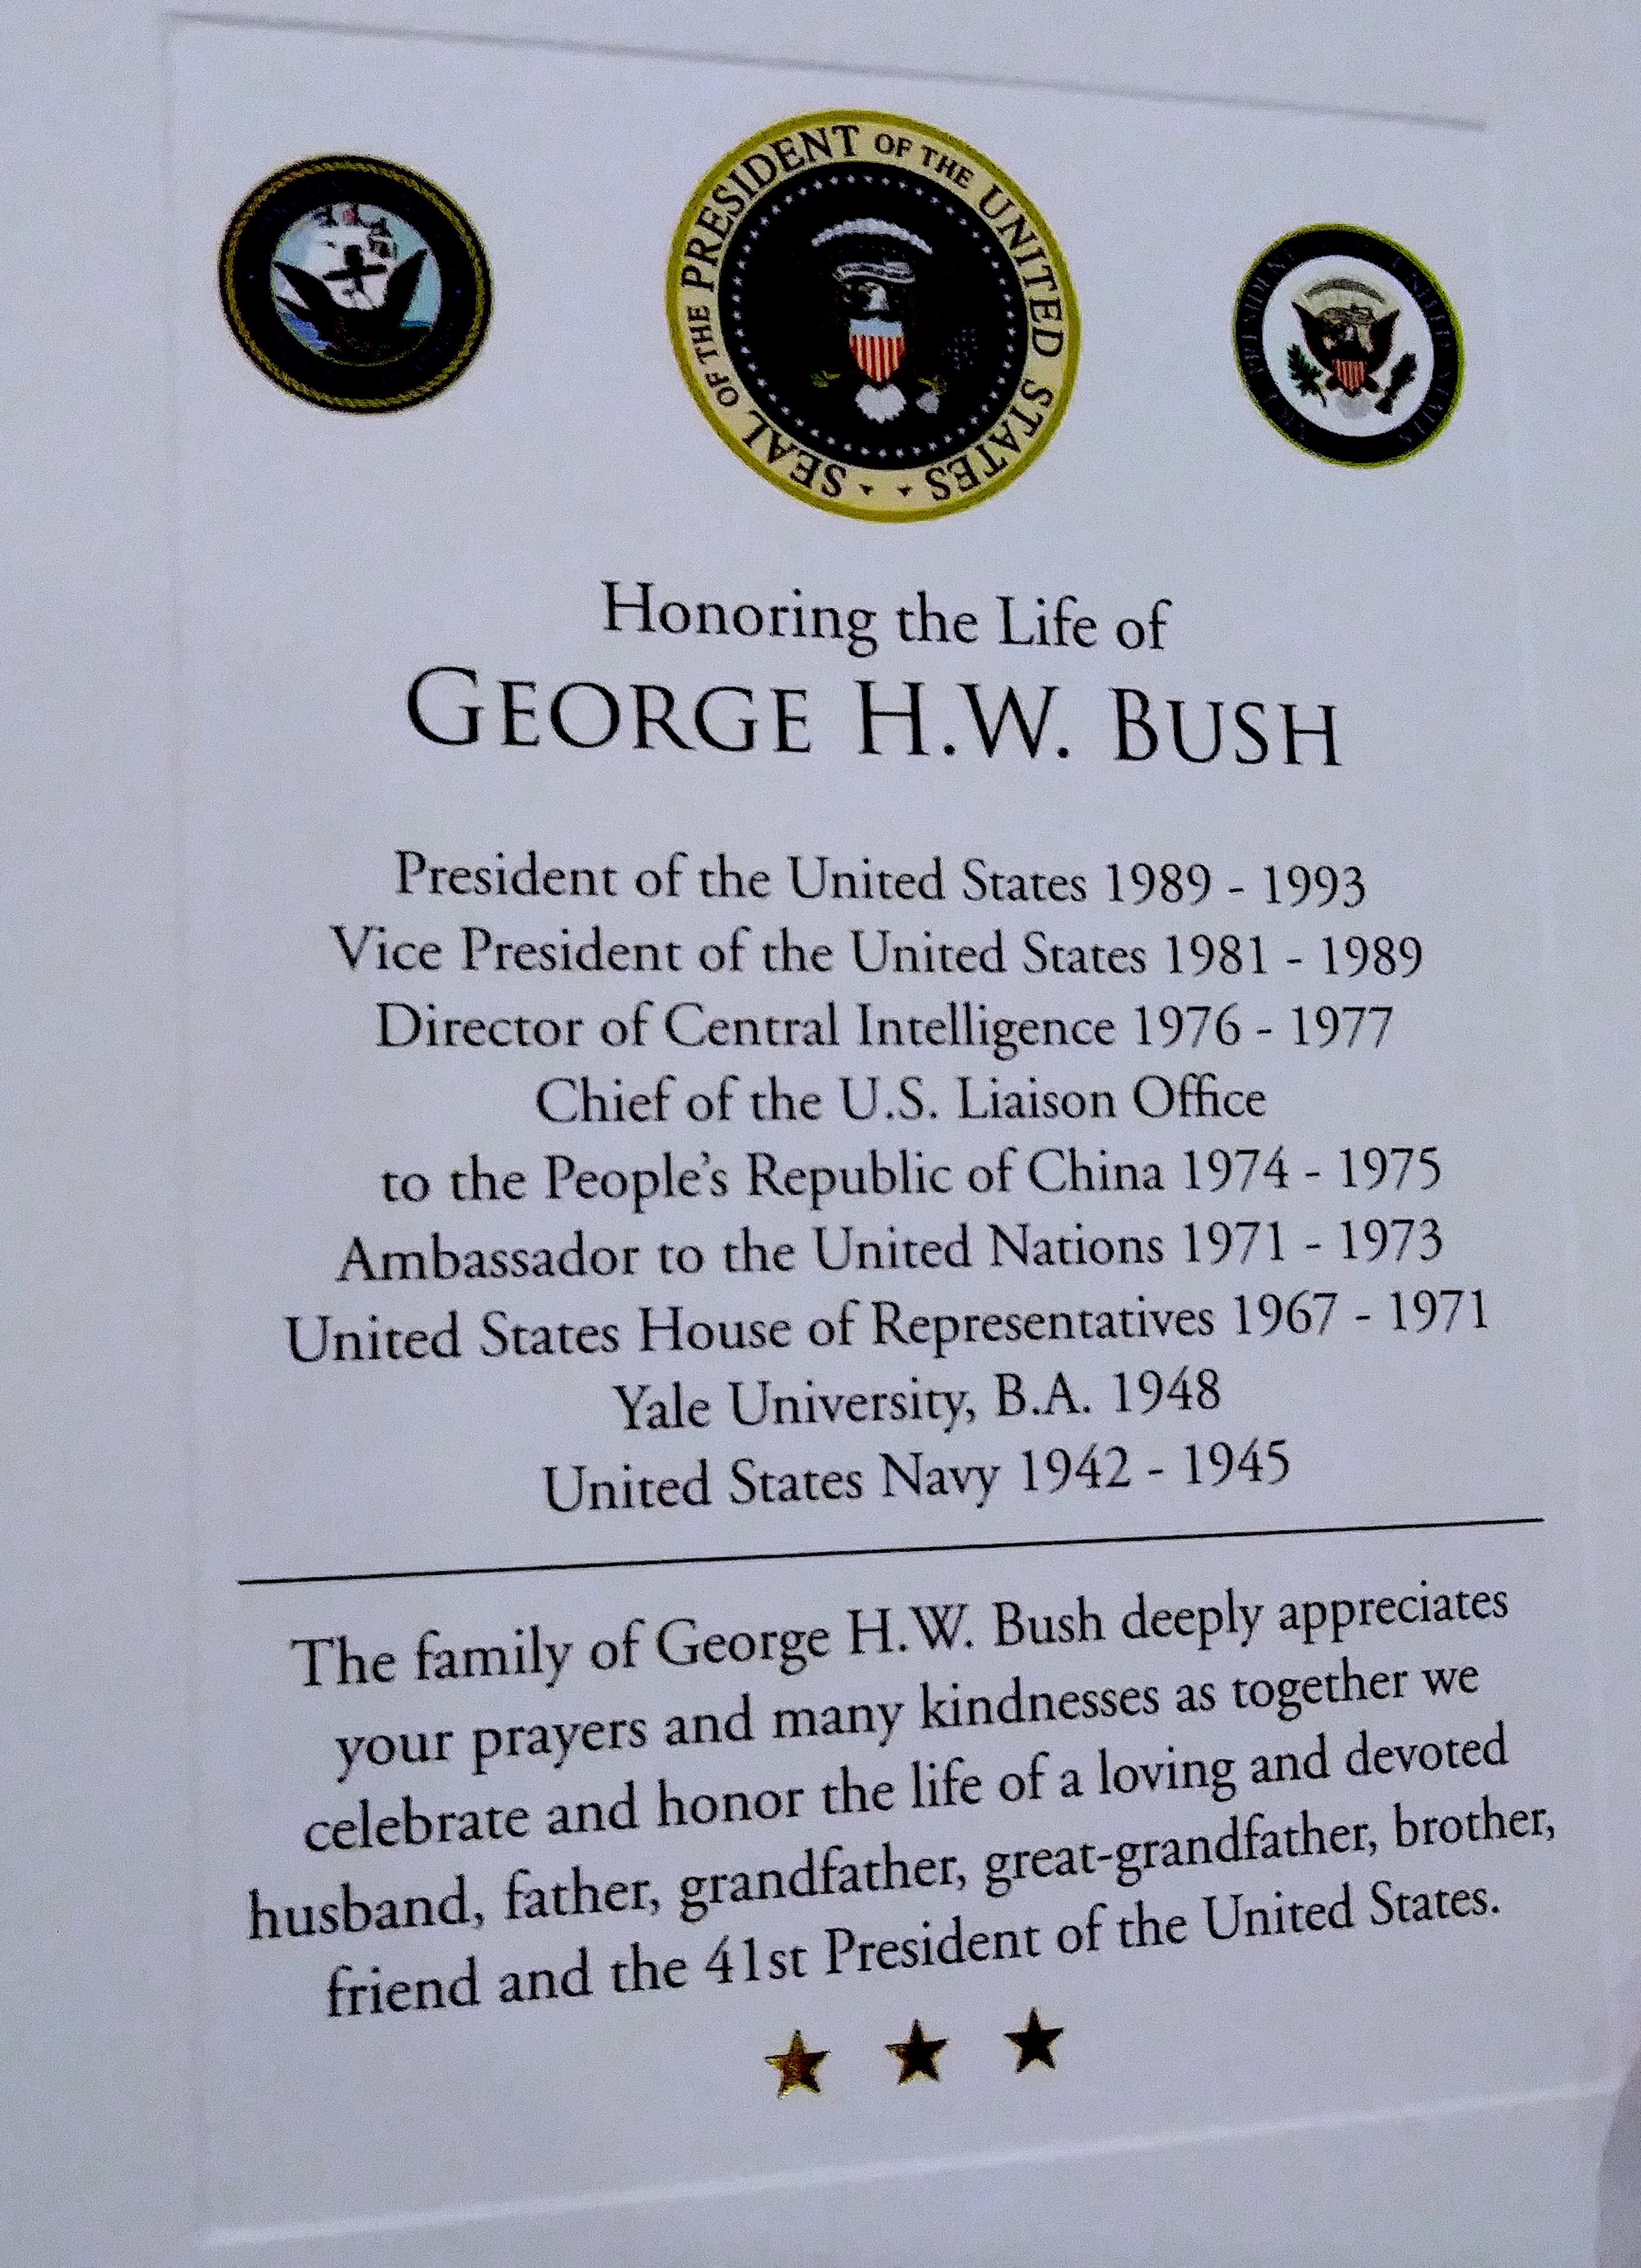 SEAL OF THE PRESIDENT OF THE UNITED STATES
Honoring the Life of
GEORGE H.W. BUSH
President of the United States 1989 - 1993
Vice President of the United States 1981 - 1989
Director of Central Intelligence 1976 - 1977
Chief of the U.S. Liaison Office
to the People's Republic of China 1974 - 1975
Ambassador to the United Nations 1971 - 1973
United States House of Representatives 1967 - 1971
Yale University, B.A. 1948
United States Navy 1942 - 1945
The family of George H.W. Bush deeply appreciates
your prayers and many kindnesses as together we
celebrate and honor the life of a loving and devoted
husband, father, grandfather, great-grandfather, brother,
friend and the 41st President of the United States.